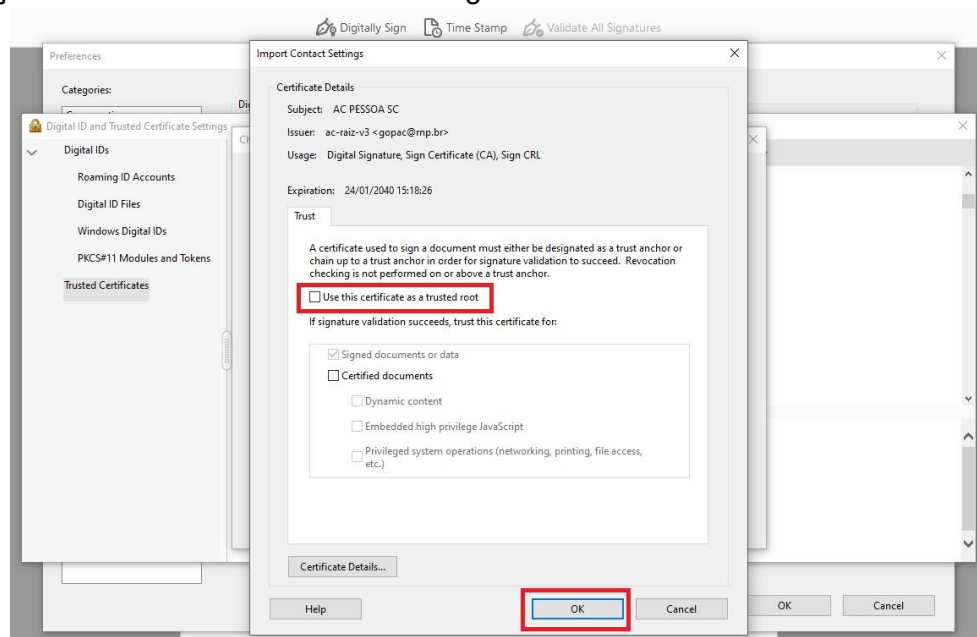 Digitally Sign Time Stamp Validate All Signatures
Preferences
Import Contact Settings
Categories:
Certificate Details
Subject: AC PESSOA SC
Digital ID and Trusted Certificate Settings
Issuer: ac-raiz-v3 <gopac@rnp.br>
Digital IDs
Usage: Digital Signature, Sign Certificate (CA), Sign CRL
Roaming ID Accounts
Expiration: 24/01/2040 15:18:26
Digital ID Files
Trust
Windows Digital IDs
A certificate used to sign a document must either be designated as a trust anchor or
chain up to a trust anchor in order for signature validation to succeed. Revocation
checking is not performed on or above a trust anchor.
PKCS#11 Modules and Tokens
Trusted Certificates
Use this certificate as a trusted root
If signature validation succeeds, trust this certificate for:
Signed documents or data
Certified documents
Dynamic content
Embedded high privilege JavaScript
Privileged system operations (networking, printing, file access,
etc.)
Certificate Details...
Help OK Cancel
OK Cancel